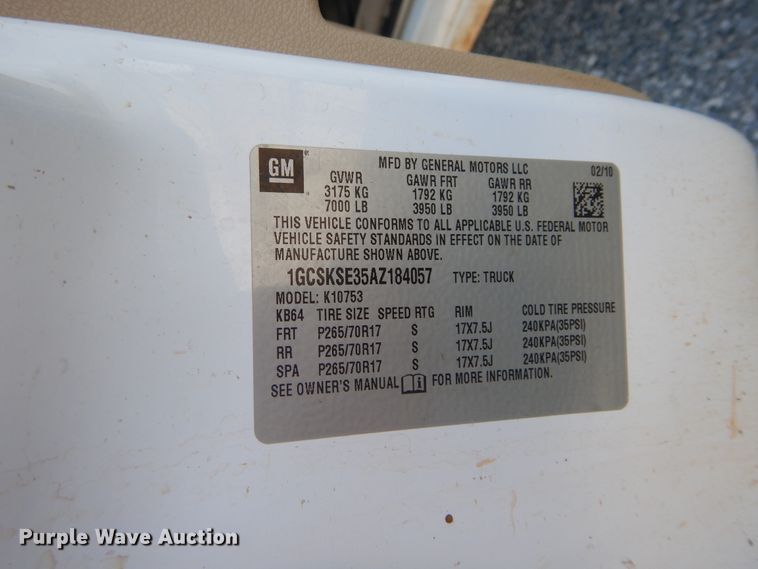 GM
MFD BY GENERAL MOTORS LLC 02/10
GVWR GAWR FRT GAWR RR
3175 KG 1792 KG 1792 KG
7000 LB 3950 LB 3950 LB
THIS VEHICLE CONFORMS TO ALL APPLICABLE U.S. FEDERAL MOTOR
VEHICLE SAFETY STANDARDS IN EFFECT ON THE DATE OF
MANUFACTURE SHOWN ABOVE.
1GCSKSE35AZ184057 TYPE: TRUCK
MODEL: K10753
KB64 TIRE SIZE SPEED RTG RIM COLD TIRE PRESSURE
FRT P265/70R17 S 17X7.5J 240KPA(35PSI)
RR P265/70R17 S 17X7.5J 240KPA(35PSI)
SPA P265/70R17 S 17X7.5J 240KPA(35PSI)
SEE OWNER'S MANUAL FOR MORE INFORMATION.
Purple Wave Auction